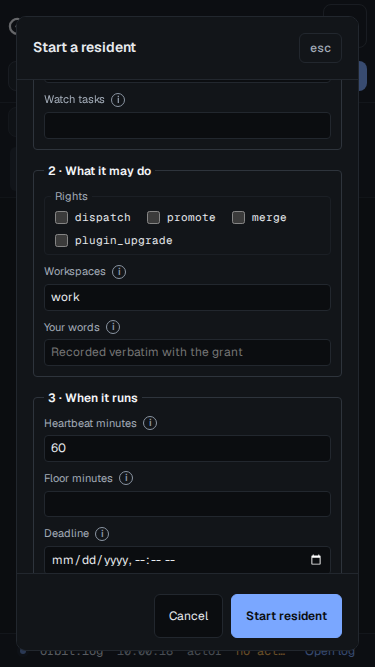 Start a resident
esc
Watch tasks
2 · What it may do
Rights
dispatch promote merge
plugin_upgrade
Workspaces
work
Your words
Recorded verbatim with the grant
3 · When it runs
Heartbeat minutes
60
Floor minutes
Deadline
mm/dd/yyyy, --:-- --
Cancel
Start resident
Open log